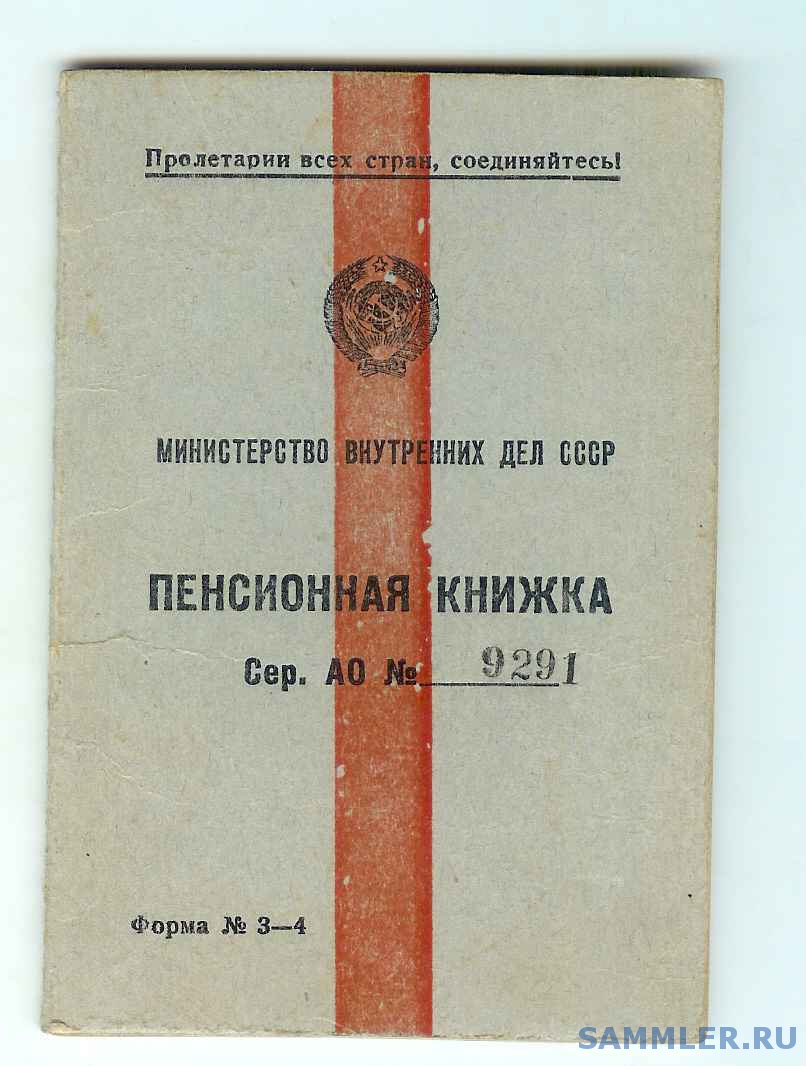 Пролетарии всех стран, соединяйтесь!
МИНИСТЕРСТВО ВНУТРЕННИХ ДЕЛ СССР
ПЕНСИОННАЯ КНИЖКА
Сер. АО № 9291
Форма № 3—4
SAMMLER.RU